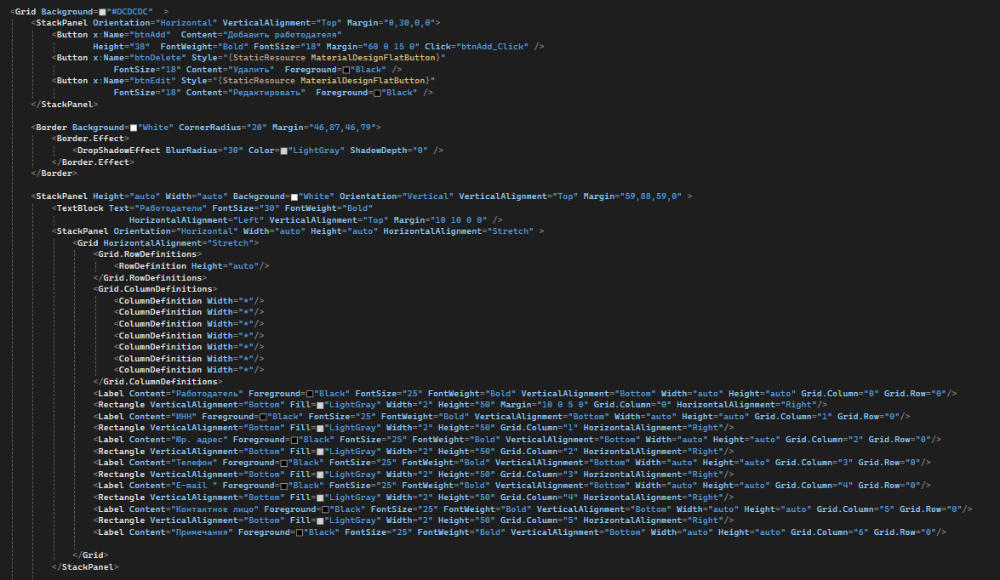 <Grid Background="#DCDCDC"  >
<StackPanel Orientation="Horizontal" VerticalAlignment="Top" Margin="0,30,0,0">
<Button x:Name="btnAdd"  Content="Добавить работодателя"
Height="38"  FontWeight="Bold" FontSize="18" Margin="60 0 15 0" Click="btnAdd_Click" />
<Button x:Name="btnDelete" Style="{StaticResource MaterialDesignFlatButton}"
FontSize="18" Content="Удалить"  Foreground="Black" />
<Button x:Name="btnEdit" Style="{StaticResource MaterialDesignFlatButton}"
FontSize="18" Content="Редактировать"  Foreground="Black" />
</StackPanel>
<Border Background="White" CornerRadius="20" Margin="46,87,46,79">
<Border.Effect>
<DropShadowEffect BlurRadius="30" Color="LightGray" ShadowDepth="0" />
</Border.Effect>
</Border>
<StackPanel Height="auto" Width="auto" Background="White" Orientation="Vertical" VerticalAlignment="Top" Margin="59,88,59,0" >
<TextBlock Text="Работодатели" FontSize="30" FontWeight="Bold"
HorizontalAlignment="Left" VerticalAlignment="Top" Margin="10 10 0 0" />
<StackPanel Orientation="Horizontal" Width="auto" Height="auto" HorizontalAlignment="Stretch" >
<Grid HorizontalAlignment="Stretch">
<Grid.RowDefinitions>
<RowDefinition Height="auto"/>
</Grid.RowDefinitions>
<Grid.ColumnDefinitions>
<ColumnDefinition Width="*"/>
<ColumnDefinition Width="*"/>
<ColumnDefinition Width="*"/>
<ColumnDefinition Width="*"/>
<ColumnDefinition Width="*"/>
<ColumnDefinition Width="*"/>
<ColumnDefinition Width="*"/>
</Grid.ColumnDefinitions>
<Label Content="Работодатель" Foreground="Black" FontSize="25" FontWeight="Bold" VerticalAlignment="Bottom" Width="auto" Height="auto" Grid.Column="0" Grid.Row="0"/>
<Rectangle VerticalAlignment="Bottom" Fill="LightGray" Width="2" Height="50" Margin="10 0 5 0" Grid.Column="0" HorizontalAlignment="Right"/>
<Label Content="ИНН" Foreground="Black" FontSize="25" FontWeight="Bold" VerticalAlignment="Bottom" Width="auto" Height="auto" Grid.Column="1" Grid.Row="0"/>
<Rectangle VerticalAlignment="Bottom" Fill="LightGray" Width="2" Height="50" Grid.Column="1" HorizontalAlignment="Right"/>
<Label Content="Юр. адрес" Foreground="Black" FontSize="25" FontWeight="Bold" VerticalAlignment="Bottom" Width="auto" Height="auto" Grid.Column="2" Grid.Row="0"/>
<Rectangle VerticalAlignment="Bottom" Fill="LightGray" Width="2" Height="50" Grid.Column="2" HorizontalAlignment="Right"/>
<Label Content="Телефон" Foreground="Black" FontSize="25" FontWeight="Bold" VerticalAlignment="Bottom" Width="auto" Height="auto" Grid.Column="3" Grid.Row="0"/>
<Rectangle VerticalAlignment="Bottom" Fill="LightGray" Width="2" Height="50" Grid.Column="3" HorizontalAlignment="Right"/>
<Label Content="E-mail " Foreground="Black" FontSize="25" FontWeight="Bold" VerticalAlignment="Bottom" Width="auto" Height="auto" Grid.Column="4" Grid.Row="0"/>
<Rectangle VerticalAlignment="Bottom" Fill="LightGray" Width="2" Height="50" Grid.Column="4" HorizontalAlignment="Right"/>
<Label Content="Контактное лицо" Foreground="Black" FontSize="25" FontWeight="Bold" VerticalAlignment="Bottom" Width="auto" Height="auto" Grid.Column="5" Grid.Row="0"/>
<Rectangle VerticalAlignment="Bottom" Fill="LightGray" Width="2" Height="50" Grid.Column="5" HorizontalAlignment="Right"/>
<Label Content="Примечания" Foreground="Black" FontSize="25" FontWeight="Bold" VerticalAlignment="Bottom" Width="auto" Height="auto" Grid.Column="6" Grid.Row="0"/>
</Grid>
</StackPanel>